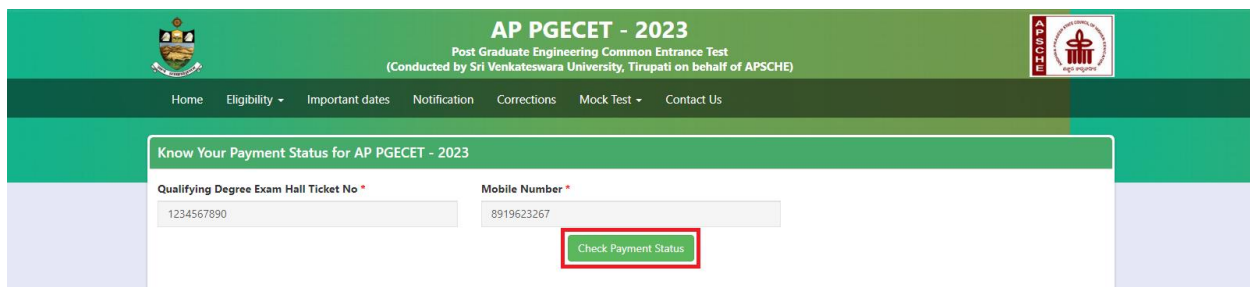 AP PGECET - 2023
Post Graduate Engineering Common Entrance Test
(Conducted by Sri Venkateswara University, Tirupati on behalf of APSCHE)
APSCHE
Home Eligibility Important dates Notification Corrections Mock Test Contact Us
Know Your Payment Status for AP PGECET - 2023
Qualifying Degree Exam Hall Ticket No * Mobile Number *
1234567890 8919623267
Check Payment Status